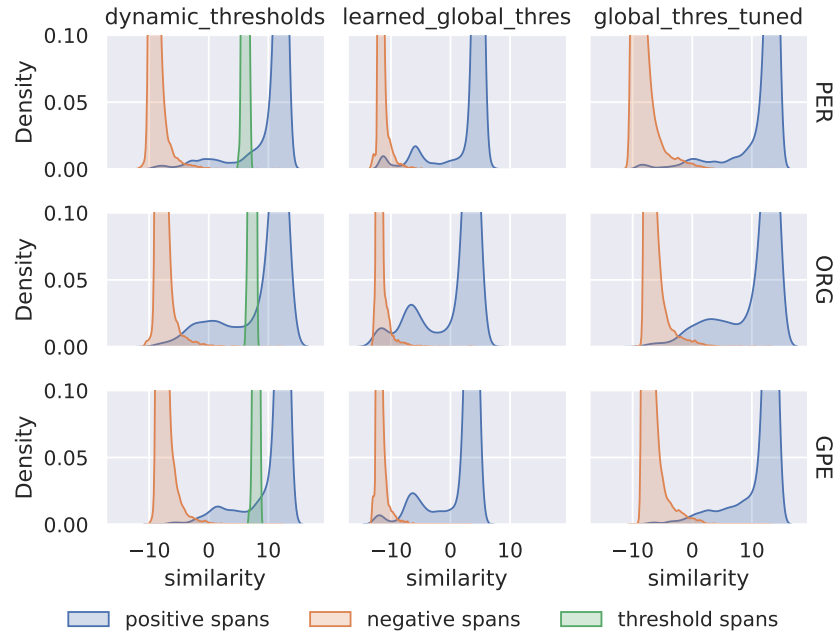 dynamic_thresholds learned_global_thres global_thres_tuned
0.10
0.05
0.00
Density
PER
0.10
0.05
0.00
Density
ORG
0.10
0.05
0.00
Density
GPE
−10 0 10 −10 0 10 −10 0 10
similarity similarity similarity
positive spans negative spans threshold spans